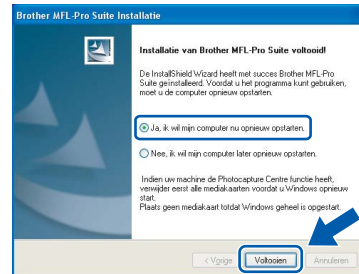 Brother MFL-Pro Suite Installatie
Installatie van Brother MFL-Pro Suite voltooid!
De InstallShield Wizard heeft met succes Brother MFL-Pro
Suite geïnstalleerd. Voordat u het programma kunt gebruiken,
moet u de computer opnieuw opstarten.
Ja, ik wil mijn computer nu opnieuw opstarten.
Nee, ik wil mijn computer later opnieuw opstarten.
Indien uw machine de Photocapture Centre functie heeft,
verwijder eerst alle mediakaarten voordat u Windows opnieuw
start.
Plaats geen mediakaart totdat Windows geheel is opgestart.
< Vorige Voltooien Annuleren